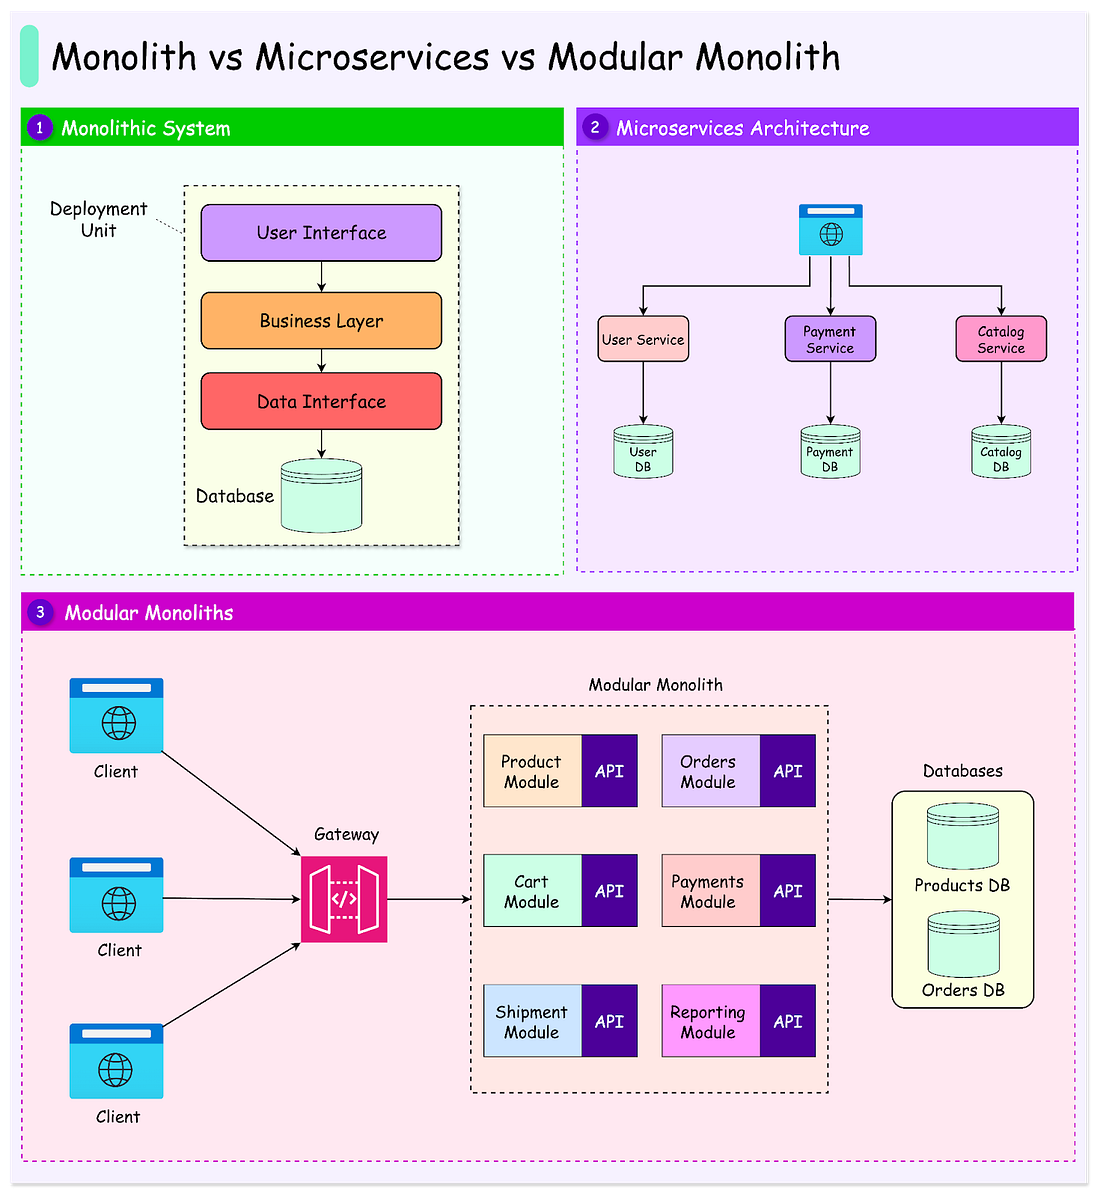 Monolith vs Microservices vs Modular Monolith
1
Monolithic System
Deployment
Unit
User Interface
Business Layer
Data Interface
Database
2
Microservices Architecture
User Service
Payment
Service
Catalog
Service
User
DB
Payment
DB
Catalog
DB
3
Modular Monoliths
Client
Client
Client
Gateway
</>
Modular Monolith
Product
Module
API
Orders
Module
API
Cart
Module
API
Payments
Module
API
Shipment
Module
API
Reporting
Module
API
Databases
Products DB
Orders DB